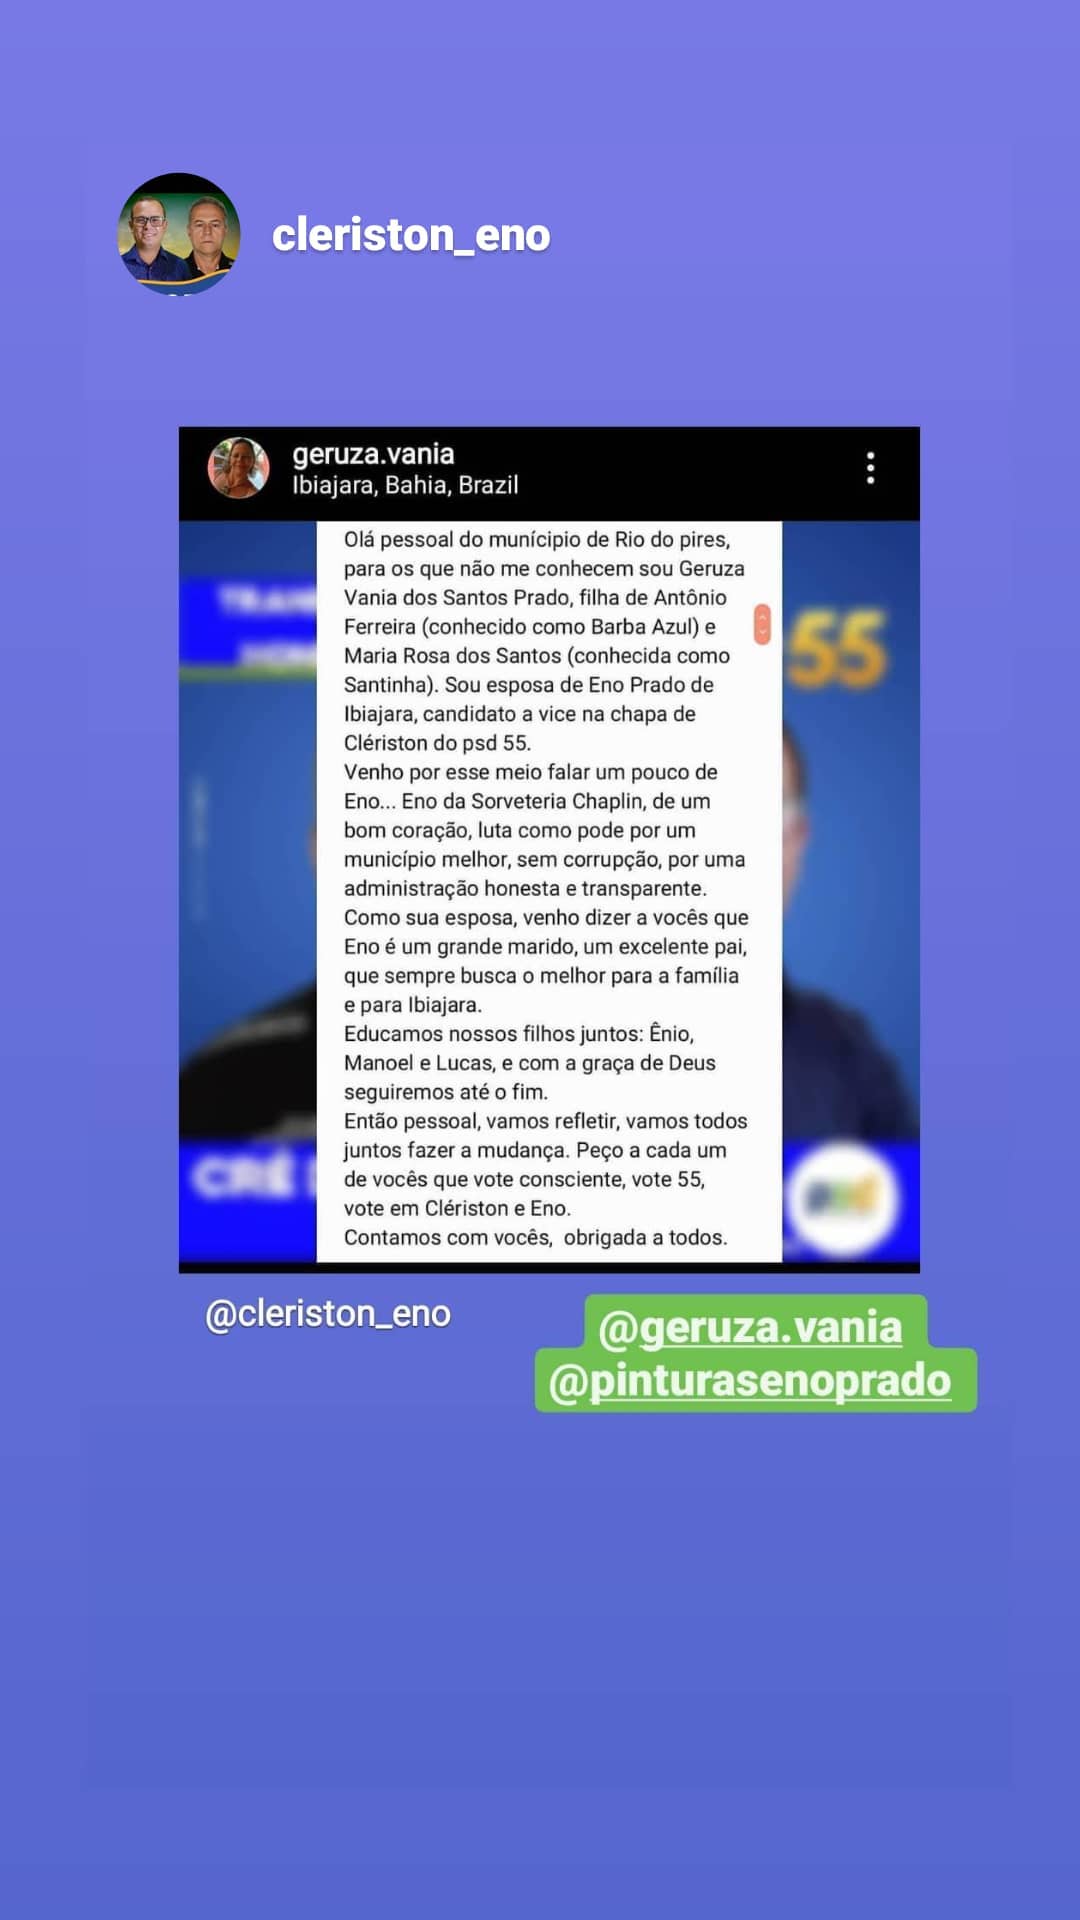 cleriston_eno
geruza.vania
Ibiajara, Bahia, Brazil
Olá pessoal do munícipio de Rio do pires,
para os que não me conhecem sou Geruza
Vania dos Santos Prado, filha de Antônio
Ferreira (conhecido como Barba Azul) e
Maria Rosa dos Santos (conhecida como
Santinha). Sou esposa de Eno Prado de
Ibiajara, candidato a vice na chapa de
Clériston do psd 55.
Venho por esse meio falar um pouco de
Eno... Eno da Sorveteria Chaplin, de um
bom coração, luta como pode por um
município melhor, sem corrupção, por uma
administração honesta e transparente.
Como sua esposa, venho dizer a vocês que
Eno é um grande marido, um excelente pai,
que sempre busca o melhor para a família
e para Ibiajara.
Educamos nossos filhos juntos: Ênio,
Manoel e Lucas, e com a graça de Deus
seguiremos até o fim.
Então pessoal, vamos refletir, vamos todos
juntos fazer a mudança. Peço a cada um
de vocês que vote consciente, vote 55,
vote em Clériston e Eno.
Contamos com vocês,  obrigada a todos.
55
CRÉ
psd
@cleriston_eno
@geruza.vania
@pinturasenoprado